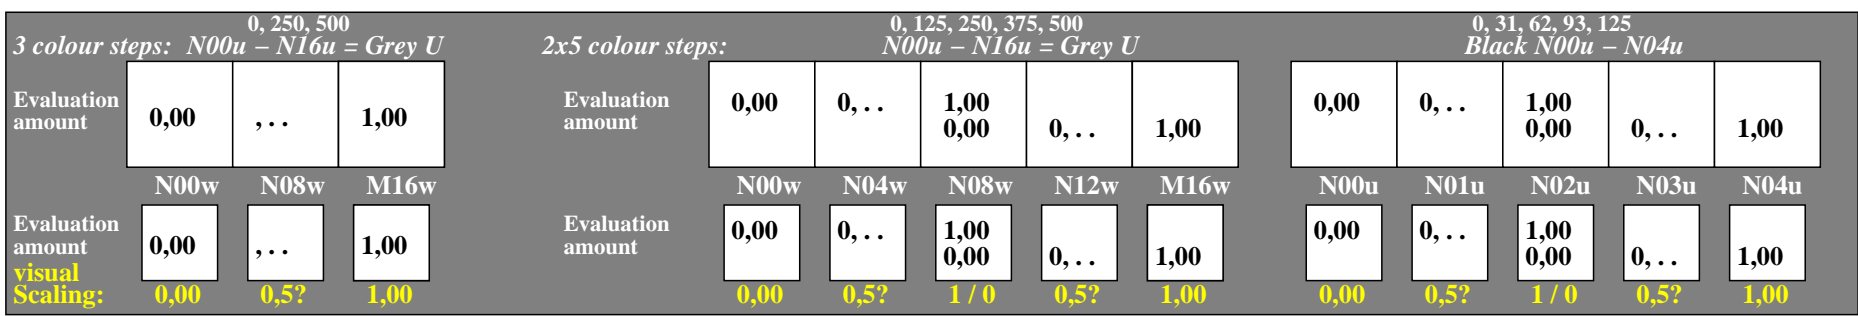 0, 250, 500
3 colour steps: N00u – N16u = Grey U
Evaluation
amount
0,00 , . . 1,00
N00w N08w M16w
Evaluation
amount
0,00 , . . 1,00
visual
Scaling: 0,00 0,5? 1,00
0, 125, 250, 375, 500
2x5 colour steps: N00u – N16u = Grey U
Evaluation
amount
0,00 0, . . 1,00
0,00 0, . . 1,00
N00w N04w N08w N12w M16w
Evaluation
amount
0,00 0, . . 1,00
0,00 0, . . 1,00
0,00 0,5? 1 / 0 0,5? 1,00
0, 31, 62, 93, 125
Black N00u – N04u
0,00 0, . . 1,00
0,00 0, . . 1,00
N00u N01u N02u N03u N04u
0,00 0, . . 1,00
0,00 0, . . 1,00
0,00 0,5? 1 / 0 0,5? 1,00